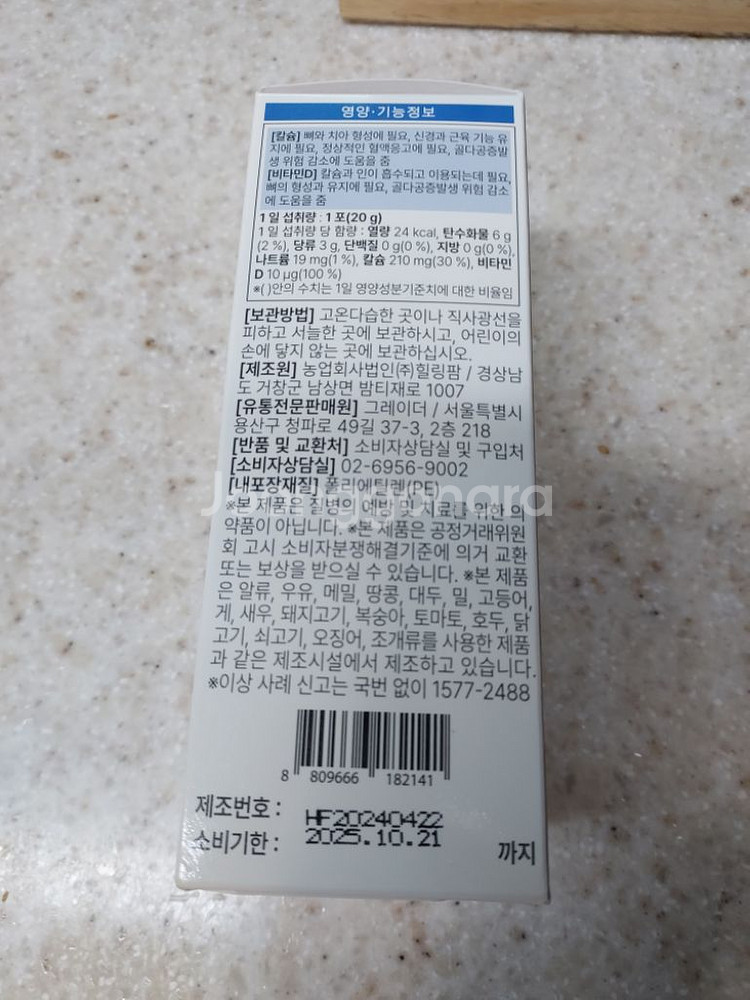 영양·기능정보
[칼슘] 뼈와 치아 형성에 필요, 신경과 근육 기능 유
지에 필요, 정상적인 혈액응고에 필요, 골다공증발
생 위험 감소에 도움을 줌
[비타민D] 칼슘과 인이 흡수되고 이용되는데 필요,
뼈의 형성과 유지에 필요, 골다공증발생 위험 감소
에 도움을 줌
1일 섭취량 : 1포(20 g)
1일 섭취량 당 함량 : 열량 24 kcal, 탄수화물 6 g
(2 %), 당류 3 g, 단백질 0 g(0 %), 지방 0 g(0 %),
나트륨 19 mg(1 %), 칼슘 210 mg(30 %), 비타민
D 10 µg(100 %)
※( )안의 수치는 1일 영양성분기준치에 대한 비율임
[보관방법] 고온다습한 곳이나 직사광선을
피하고 서늘한 곳에 보관하시고, 어린이의
손에 닿지 않는 곳에 보관하십시오.
[제조원] 농업회사법인(주)힐링팜 / 경상남
도 거창군 남상면 밤티재로 1007
[유통전문판매원] 그레이더 / 서울특별시
용산구 청파로 49길 37-3, 2층 218
[반품 및 교환처] 소비자상담실 및 구입처
[소비자상담실] 02-6956-9002
[내포장재질] 폴리에틸렌(PE)
Joonggonara
※본 제품은 질병의 예방 및 치료를 위한 의
약품이 아닙니다. ※본 제품은 공정거래위원
회 고시 소비자분쟁해결기준에 의거 교환
또는 보상을 받으실 수 있습니다. ※본 제품
은 알류, 우유, 메밀, 땅콩, 대두, 밀, 고등어,
게, 새우, 돼지고기, 복숭아, 토마토, 호두, 닭
고기, 쇠고기, 오징어, 조개류를 사용한 제품
과 같은 제조시설에서 제조하고 있습니다.
※이상 사례 신고는 국번 없이 1577-2488
8 809666 182141
제조번호 : HF20240422
소비기한 : 2025.10.21 까지